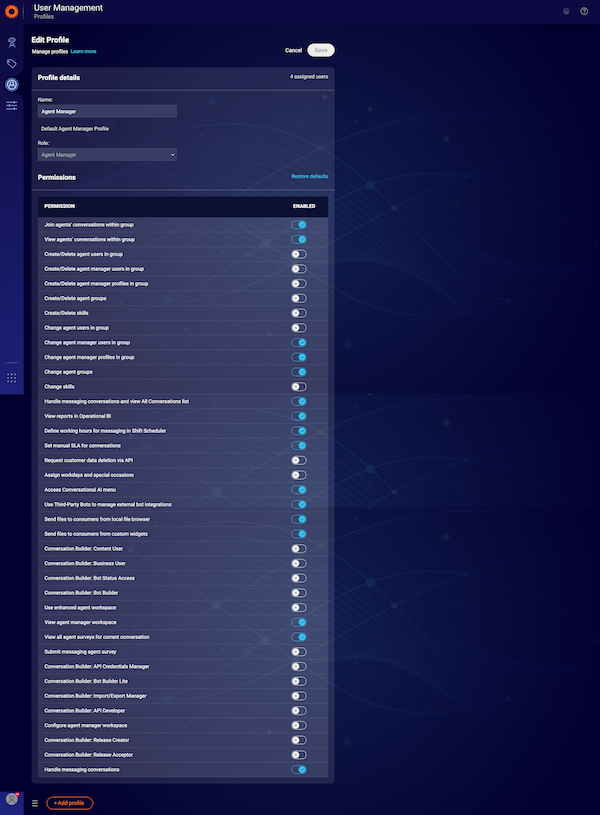 User Management
Profiles
Edit Profile
Manage profiles Learn more
Cancel Save
Profile details
4 assigned users
Name:
Agent Manager
Default Agent Manager Profile
Role:
Agent Manager
Permissions
Restore defaults
PERMISSION ENABLED
Join agents' conversations within group
View agents' conversations within group
Create/Delete agent users in group
Create/Delete agent manager users in group
Create/Delete agent manager profiles in group
Create/Delete agent groups
Create/Delete skills
Change agent users in group
Change agent manager users in group
Change agent manager profiles in group
Change agent groups
Change skills
Handle messaging conversations and view All Conversations list
View reports in Operational BI
Define working hours for messaging in Shift Scheduler
Set manual SLA for conversations
Request customer data deletion via API
Assign workdays and special occasions
Access Conversational AI menu
Use Third-Party Bots to manage external bot integrations
Send files to consumers from local file browser
Send files to consumers from custom widgets
Conversation Builder: Content User
Conversation Builder: Business User
Conversation Builder: Bot Status Access
Conversation Builder: Bot Builder
Use enhanced agent workspace
View agent manager workspace
View all agent surveys for current conversation
Submit messaging agent survey
Conversation Builder: API Credentials Manager
Conversation Builder: Bot Builder Lite
Conversation Builder: Import/Export Manager
Conversation Builder: API Developer
Configure agent manager workspace
Conversation Builder: Release Creator
Conversation Builder: Release Acceptor
Handle messaging conversations
+Add profile